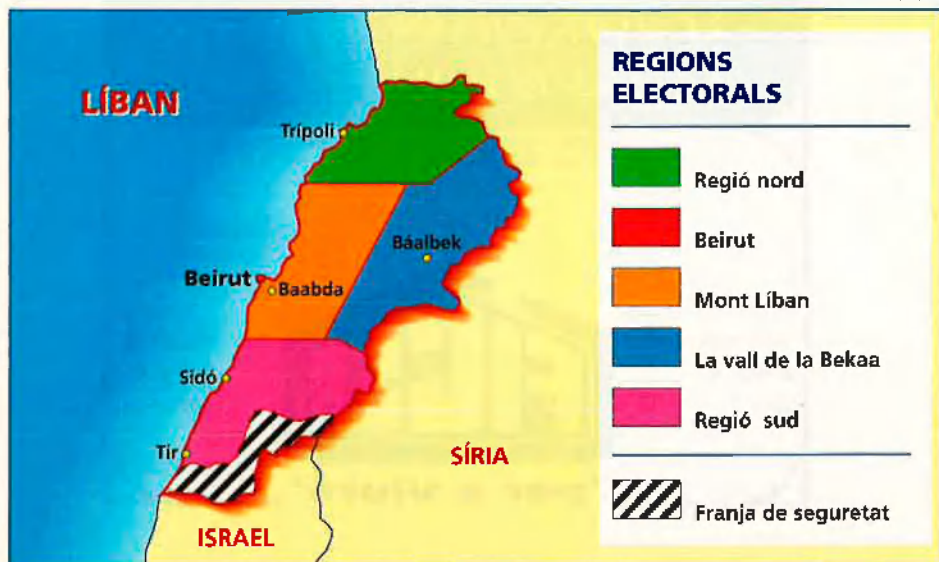 LÍBAN
Trípoli
Báalbek
Beirut
Baabda
Sidó
Tir
SÍRIA
ISRAEL
REGIONS
ELECTORALS
Regió nord
Beirut
Mont Líban
La vall de la Bekaa
Regió sud
Franja de seguretat